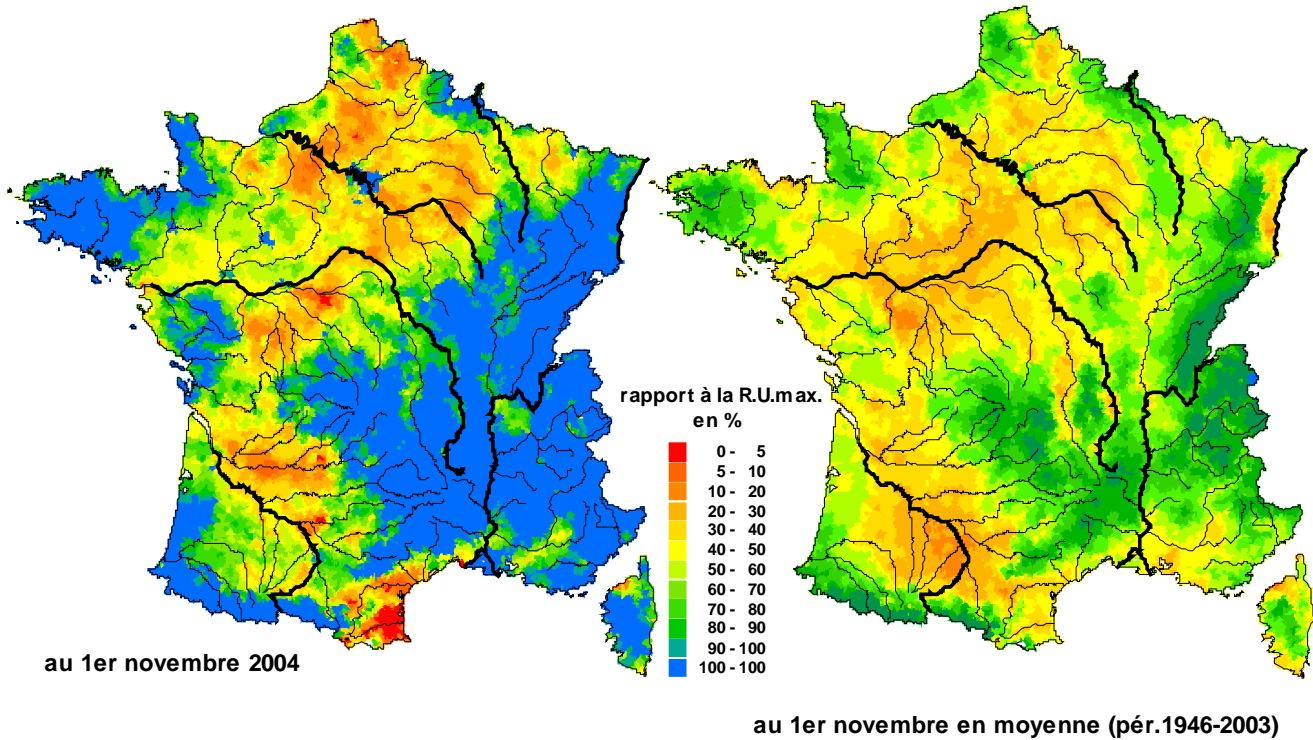 rapport à la R.U.max.
en %
0 - 5
5 - 10
10 - 20
20 - 30
30 - 40
40 - 50
50 - 60
60 - 70
70 - 80
80 - 90
90 - 100
100 - 100
au 1er novembre 2004
au 1er novembre en moyenne (pér.1946-2003)